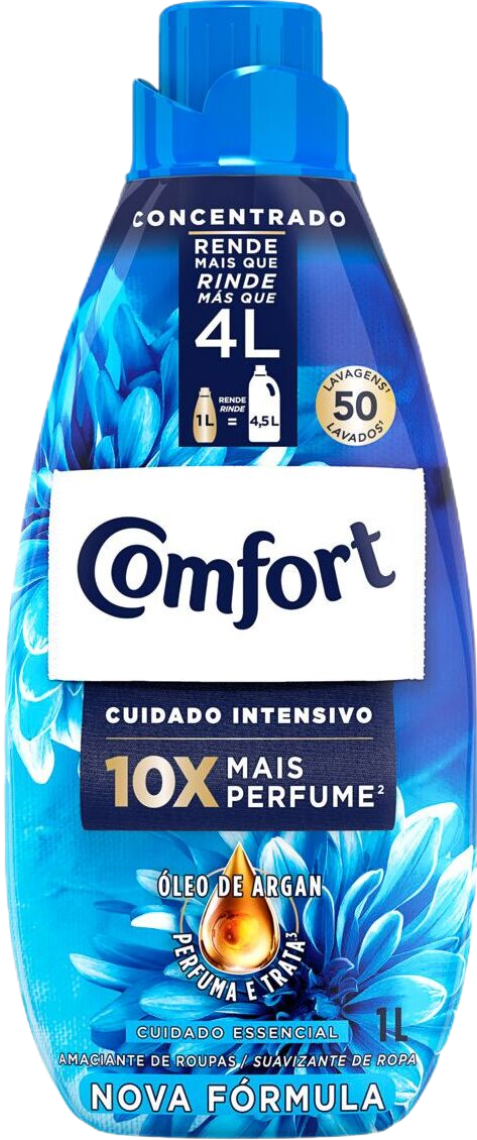 CONCENTRADO
RENDE
MAIS QUE
RINDE
MÁS QUE
4L
1L
RENDE
RINDE
=
4,5L
LAVAGENS¹
50
LAVADOS¹
Comfort
CUIDADO INTENSIVO
10X MAIS
PERFUME²
ÓLEO DE ARGAN
PERFUMA E TRATA³
CUIDADO ESSENCIAL
1L
AMACIANTE DE ROUPAS / SUAVIZANTE DE ROPA
NOVA FÓRMULA